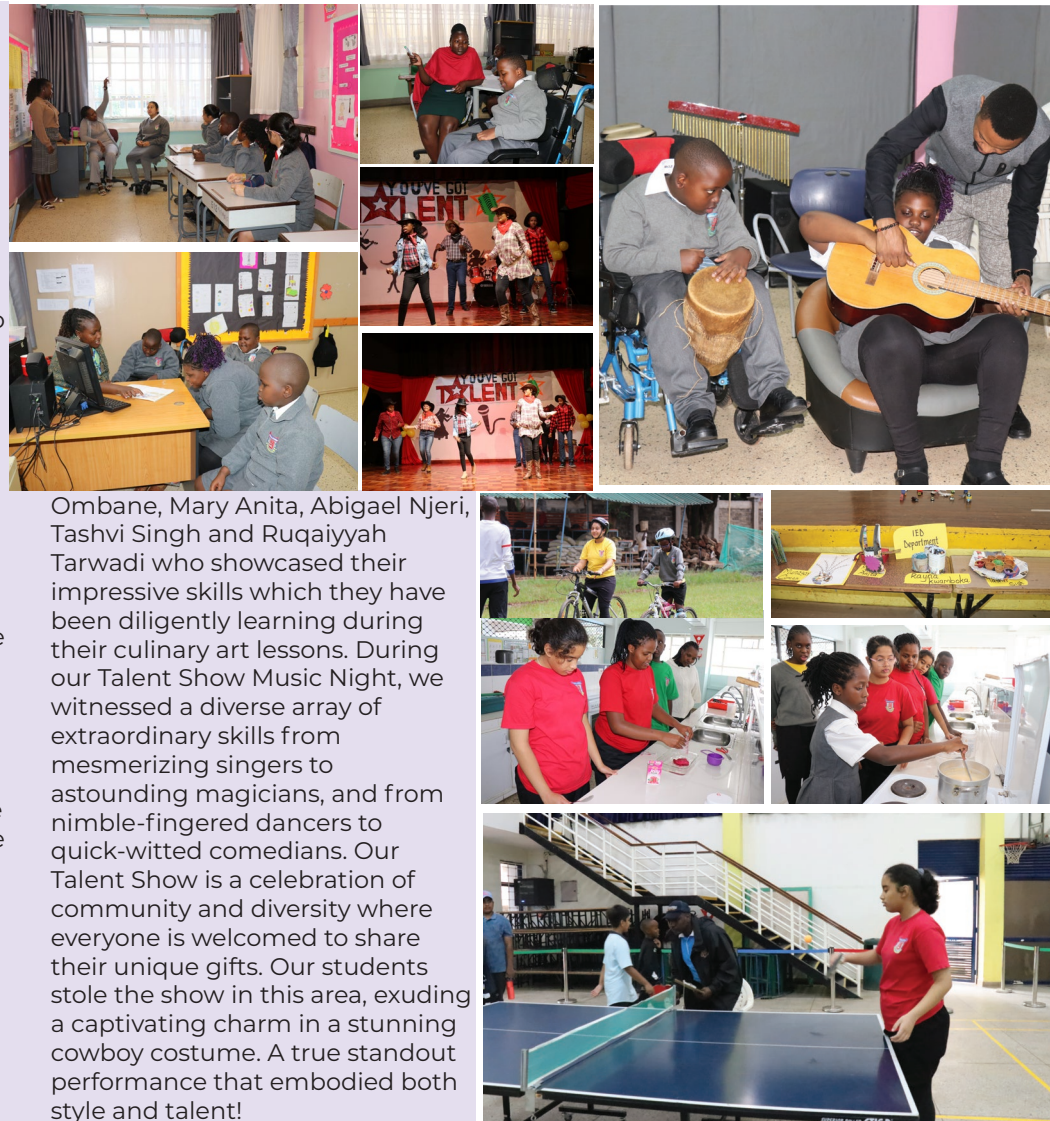 YOU'VE GOT
TALENT
YOU'VE GOT
TALENT
Ombane, Mary Anita, Abigael Njeri,
Tashvi Singh and Ruqaiyyah
Tarwadi who showcased their
impressive skills which they have
been diligently learning during
their culinary art lessons. During
our Talent Show Music Night, we
witnessed a diverse array of
extraordinary skills from
mesmerizing singers to
astounding magicians, and from
nimble-fingered dancers to
quick-witted comedians. Our
Talent Show is a celebration of
community and diversity where
everyone is welcomed to share
their unique gifts. Our students
stole the show in this area, exuding
a captivating charm in a stunning
cowboy costume. A true standout
performance that embodied both
style and talent!
IEB
Department
Kayla
Kwamboka